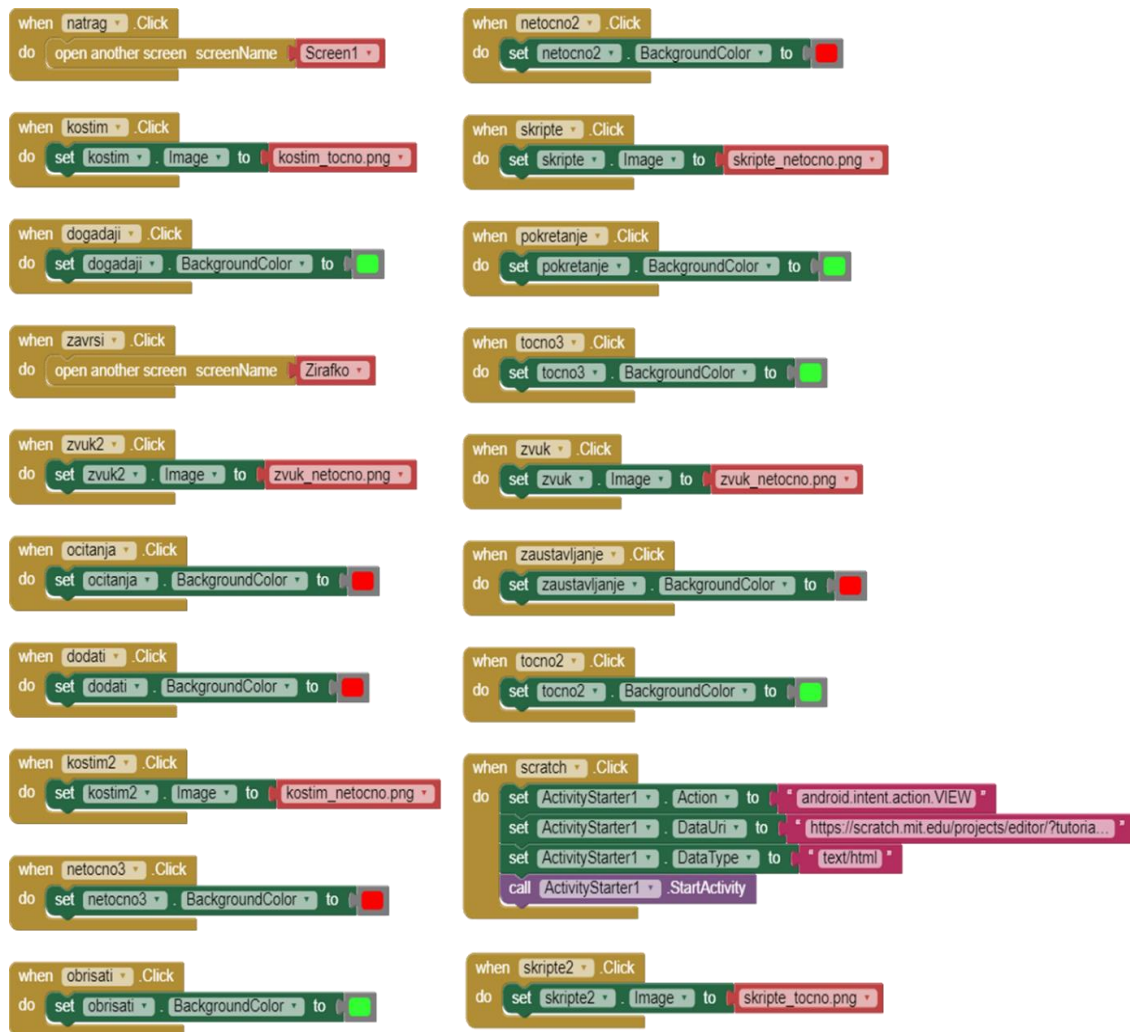 when natrag .Click
do open another screen screenName Screen1
when kostim .Click
do set kostim . Image to kostim_tocno.png
when dogadaji .Click
do set dogadaji . BackgroundColor to
when zavrsi .Click
do open another screen screenName Zirafko
when zvuk2 .Click
do set zvuk2 . Image to zvuk_netocno.png
when ocitanja .Click
do set ocitanja . BackgroundColor to
when dodati .Click
do set dodati . BackgroundColor to
when kostim2 .Click
do set kostim2 . Image to kostim_netocno.png
when netocno3 .Click
do set netocno3 . BackgroundColor to
when obrisati .Click
do set obrisati . BackgroundColor to
when netocno2 .Click
do set netocno2 . BackgroundColor to
when skripte .Click
do set skripte . Image to skripte_netocno.png
when pokretanje .Click
do set pokretanje . BackgroundColor to
when tocno3 .Click
do set tocno3 . BackgroundColor to
when zvuk .Click
do set zvuk . Image to zvuk_netocno.png
when zaustavljanje .Click
do set zaustavljanje . BackgroundColor to
when tocno2 .Click
do set tocno2 . BackgroundColor to
when scratch .Click
do set ActivityStarter1 . Action to " android.intent.action.VIEW "
set ActivityStarter1 . DataUri to " https://scratch.mit.edu/projects/editor/?tutoria... "
set ActivityStarter1 . DataType to " text/html "
call ActivityStarter1 .StartActivity
when skripte2 .Click
do set skripte2 . Image to skripte_tocno.png